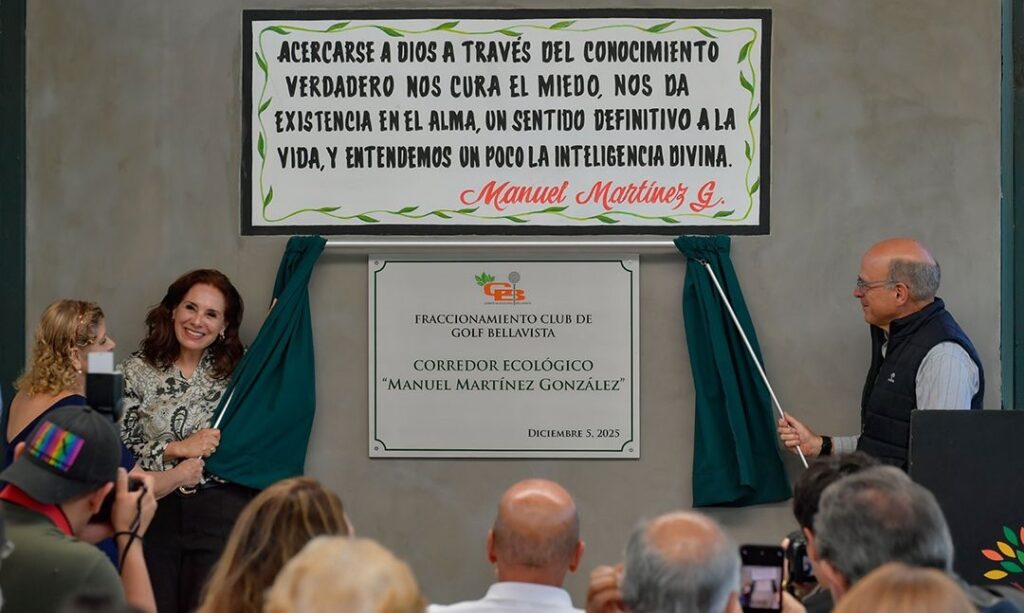 ACERCARSE A DIOS A TRAVÉS DEL CONOCIMIENTO
VERDADERO NOS CURA EL MIEDO, NOS DA
EXISTENCIA EN EL ALMA, UN SENTIDO DEFINITIVO A LA
VIDA, Y ENTENDEMOS UN POCO LA INTELIGENCIA DIVINA.
Manuel Martínez G.
CB
FRACCIONAMIENTO CLUB DE
GOLF BELLAVISTA
CORREDOR ECOLÓGICO
"MANUEL MARTÍNEZ GONZÁLEZ"
DICIEMBRE 5, 2025